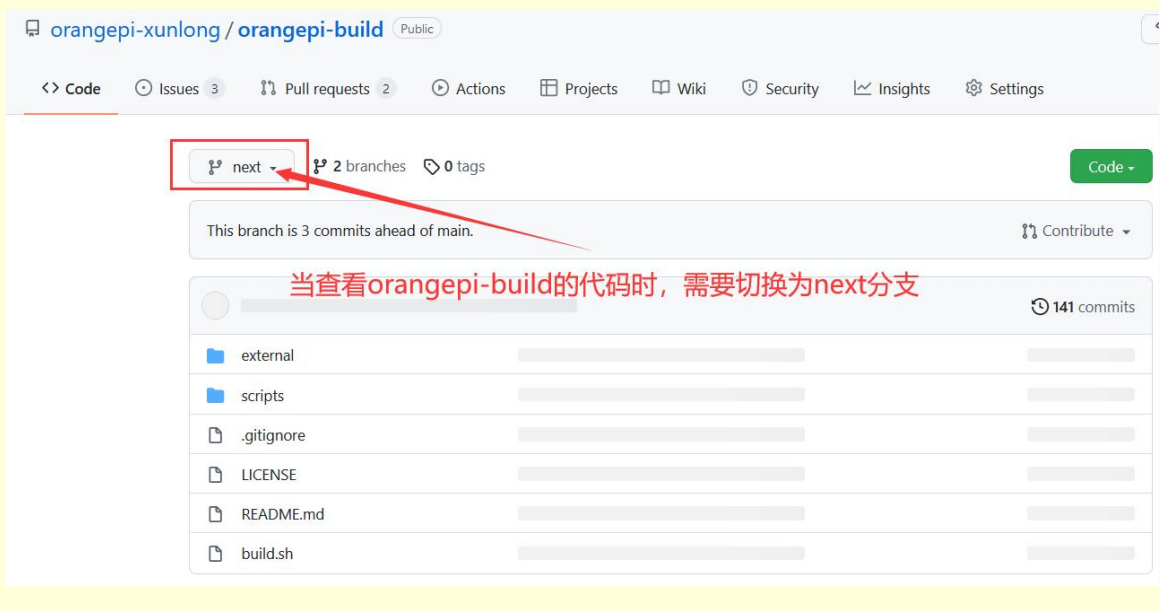 orangepi-xunlong / orangepi-build Public
Code Issues 3 Pull requests 2 Actions Projects Wiki Security Insights Settings
next 2 branches 0 tags Code
This branch is 3 commits ahead of main. Contribute
当查看orangepi-build的代码时，需要切换为next分支
141 commits
external
scripts
.gitignore
LICENSE
README.md
build.sh